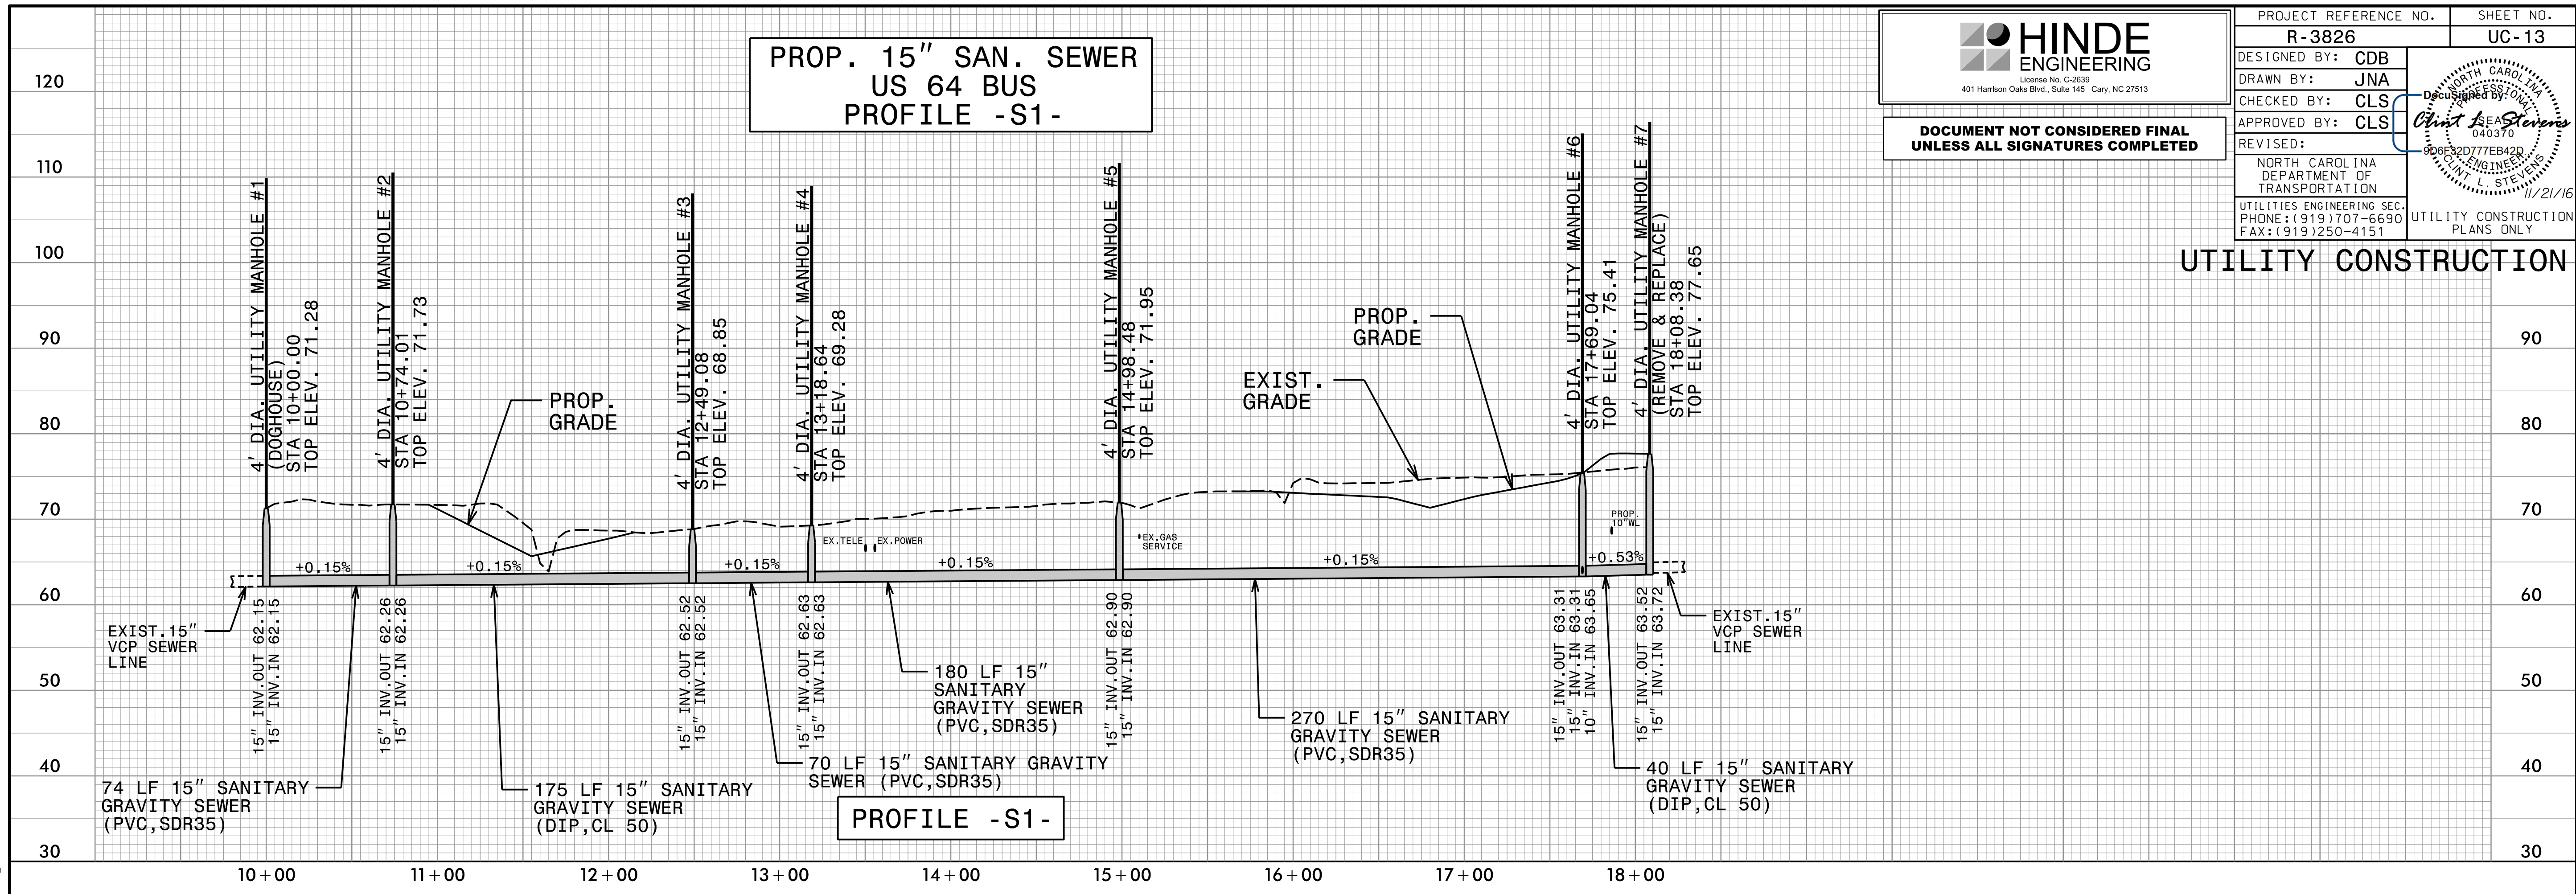 PROP. 15" SAN. SEWER
US 64 BUS
PROFILE -S1-
HINDE
ENGINEERING
License No. C-2639
401 Harrison Oaks Blvd., Suite 145 Cary, NC 27513
DOCUMENT NOT CONSIDERED FINAL
UNLESS ALL SIGNATURES COMPLETED
PROJECT REFERENCE NO.
SHEET NO.
R-3826
UC-13
DESIGNED BY: CDB
DRAWN BY: JNA
CHECKED BY: CLS
APPROVED BY: CLS
REVISED:
NORTH CAROLINA
DEPARTMENT OF
TRANSPORTATION
UTILITIES ENGINEERING SEC.
PHONE:(919)707-6690
FAX:(919)250-4151
DocuSigned by:
Clint L. Stevens
9D6F32D777EB42D...
NORTH CAROLINA
PROFESSIONAL
SEAL
040370
ENGINEER
CLINT L. STEVENS
11/21/16
UTILITY CONSTRUCTION
PLANS ONLY
UTILITY CONSTRUCTION
120
110
100
90
80
70
60
50
40
30
90
80
70
60
50
40
30
4' DIA. UTILITY MANHOLE #1
(DOGHOUSE)
STA 10+00.00
TOP ELEV. 71.28
4' DIA. UTILITY MANHOLE #2
STA 10+74.01
TOP ELEV. 71.73
4' DIA. UTILITY MANHOLE #3
STA 12+49.08
TOP ELEV. 68.85
4' DIA. UTILITY MANHOLE #4
STA 13+18.64
TOP ELEV. 69.28
4' DIA. UTILITY MANHOLE #5
STA 14+98.48
TOP ELEV. 71.95
4' DIA. UTILITY MANHOLE #6
STA 17+69.04
TOP ELEV. 75.41
4' DIA. UTILITY MANHOLE #7
(REMOVE & REPLACE)
STA 18+08.38
TOP ELEV. 77.65
PROP.
GRADE
EXIST.
GRADE
PROP.
GRADE
EX.TELE
EX.POWER
EX.GAS
SERVICE
PROP.
10"WL
+0.15%
+0.15%
+0.15%
+0.15%
+0.15%
+0.53%
15" INV.OUT 62.15
15" INV.IN 62.15
15" INV.OUT 62.26
15" INV.IN 62.26
15" INV.OUT 62.52
15" INV.IN 62.52
15" INV.OUT 62.63
15" INV.IN 62.63
15" INV.OUT 62.90
15" INV.IN 62.90
15" INV.OUT 63.31
15" INV.IN 63.31
10" INV.IN 63.65
15" INV.OUT 63.52
15" INV.IN 63.72
EXIST.15"
VCP SEWER
LINE
EXIST.15"
VCP SEWER
LINE
74 LF 15" SANITARY
GRAVITY SEWER
(PVC,SDR35)
175 LF 15" SANITARY
GRAVITY SEWER
(DIP,CL 50)
70 LF 15" SANITARY GRAVITY
SEWER (PVC,SDR35)
180 LF 15"
SANITARY
GRAVITY SEWER
(PVC,SDR35)
270 LF 15" SANITARY
GRAVITY SEWER
(PVC,SDR35)
40 LF 15" SANITARY
GRAVITY SEWER
(DIP,CL 50)
PROFILE -S1-
10+00
11+00
12+00
13+00
14+00
15+00
16+00
17+00
18+00